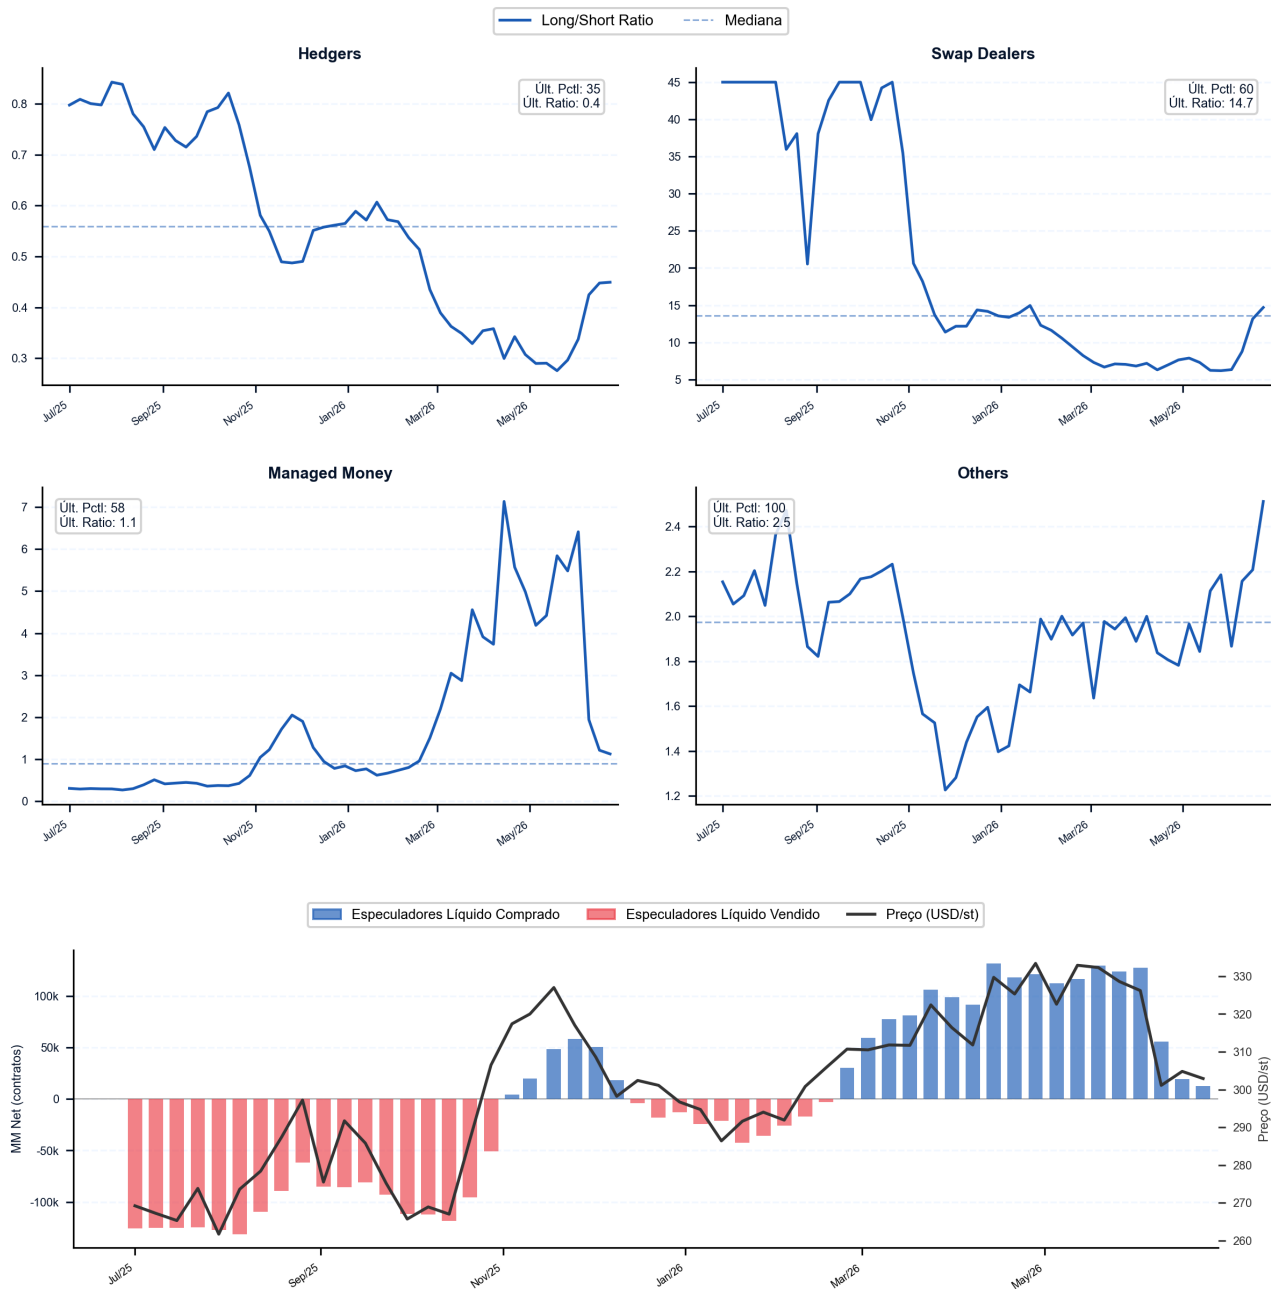 Long/Short Ratio Mediana
Hedgers
Últ. Pctl: 35
Últ. Ratio: 0.4
0.8
0.7
0.6
0.5
0.4
0.3
Jul/25 Sep/25 Nov/25 Jan/26 Mar/26 May/26
Swap Dealers
Últ. Pctl: 60
Últ. Ratio: 14.7
45
40
35
30
25
20
15
10
5
Jul/25 Sep/25 Nov/25 Jan/26 Mar/26 May/26
Managed Money
Últ. Pctl: 58
Últ. Ratio: 1.1
7
6
5
4
3
2
1
0
Jul/25 Sep/25 Nov/25 Jan/26 Mar/26 May/26
Others
Últ. Pctl: 100
Últ. Ratio: 2.5
2.4
2.2
2.0
1.8
1.6
1.4
1.2
Jul/25 Sep/25 Nov/25 Jan/26 Mar/26 May/26
Especuladores Líquido Comprado Especuladores Líquido Vendido Preço (USD/st)
MM Net (contratos)
100k
50k
0
-50k
-100k
330
320
310
300
290
280
270
260
Preço (USD/st)
Jul/25 Sep/25 Nov/25 Jan/26 Mar/26 May/26